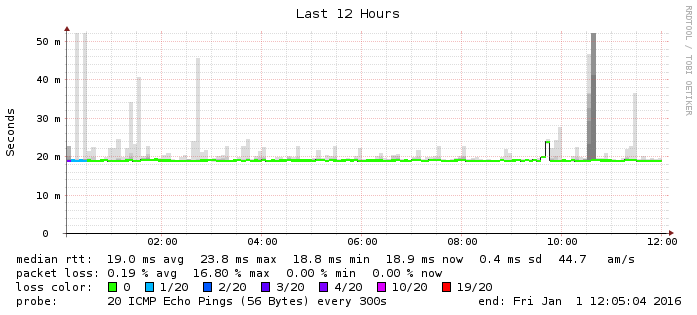 Last 12 Hours
RRDTOOL / TOBI OETIKER
Seconds
50 m
40 m
30 m
20 m
10 m
0
02:00 04:00 06:00 08:00 10:00 12:00
median rtt: 19.0 ms avg 23.8 ms max 18.8 ms min 18.9 ms now 0.4 ms sd 44.7 am/s
packet loss: 0.19 % avg 16.80 % max 0.00 % min 0.00 % now
loss color: 0 1/20 2/20 3/20 4/20 10/20 19/20
probe: 20 ICMP Echo Pings (56 Bytes) every 300s end: Fri Jan 1 12:05:04 2016